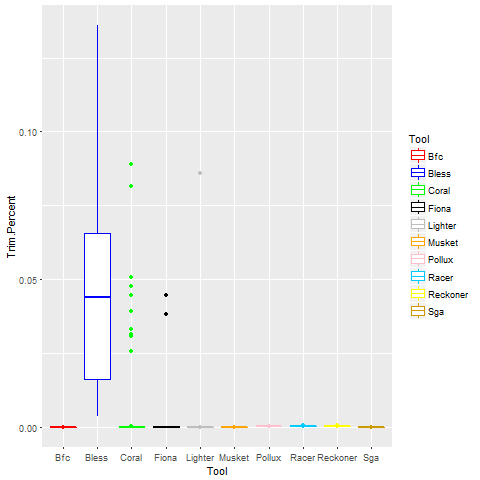 Trim.Percent
0.10
0.05
0.00
Bfc Bless Coral Fiona Lighter Musket Pollux Racer Reckoner Sga
Tool
Tool
Bfc
Bless
Coral
Fiona
Lighter
Musket
Pollux
Racer
Reckoner
Sga